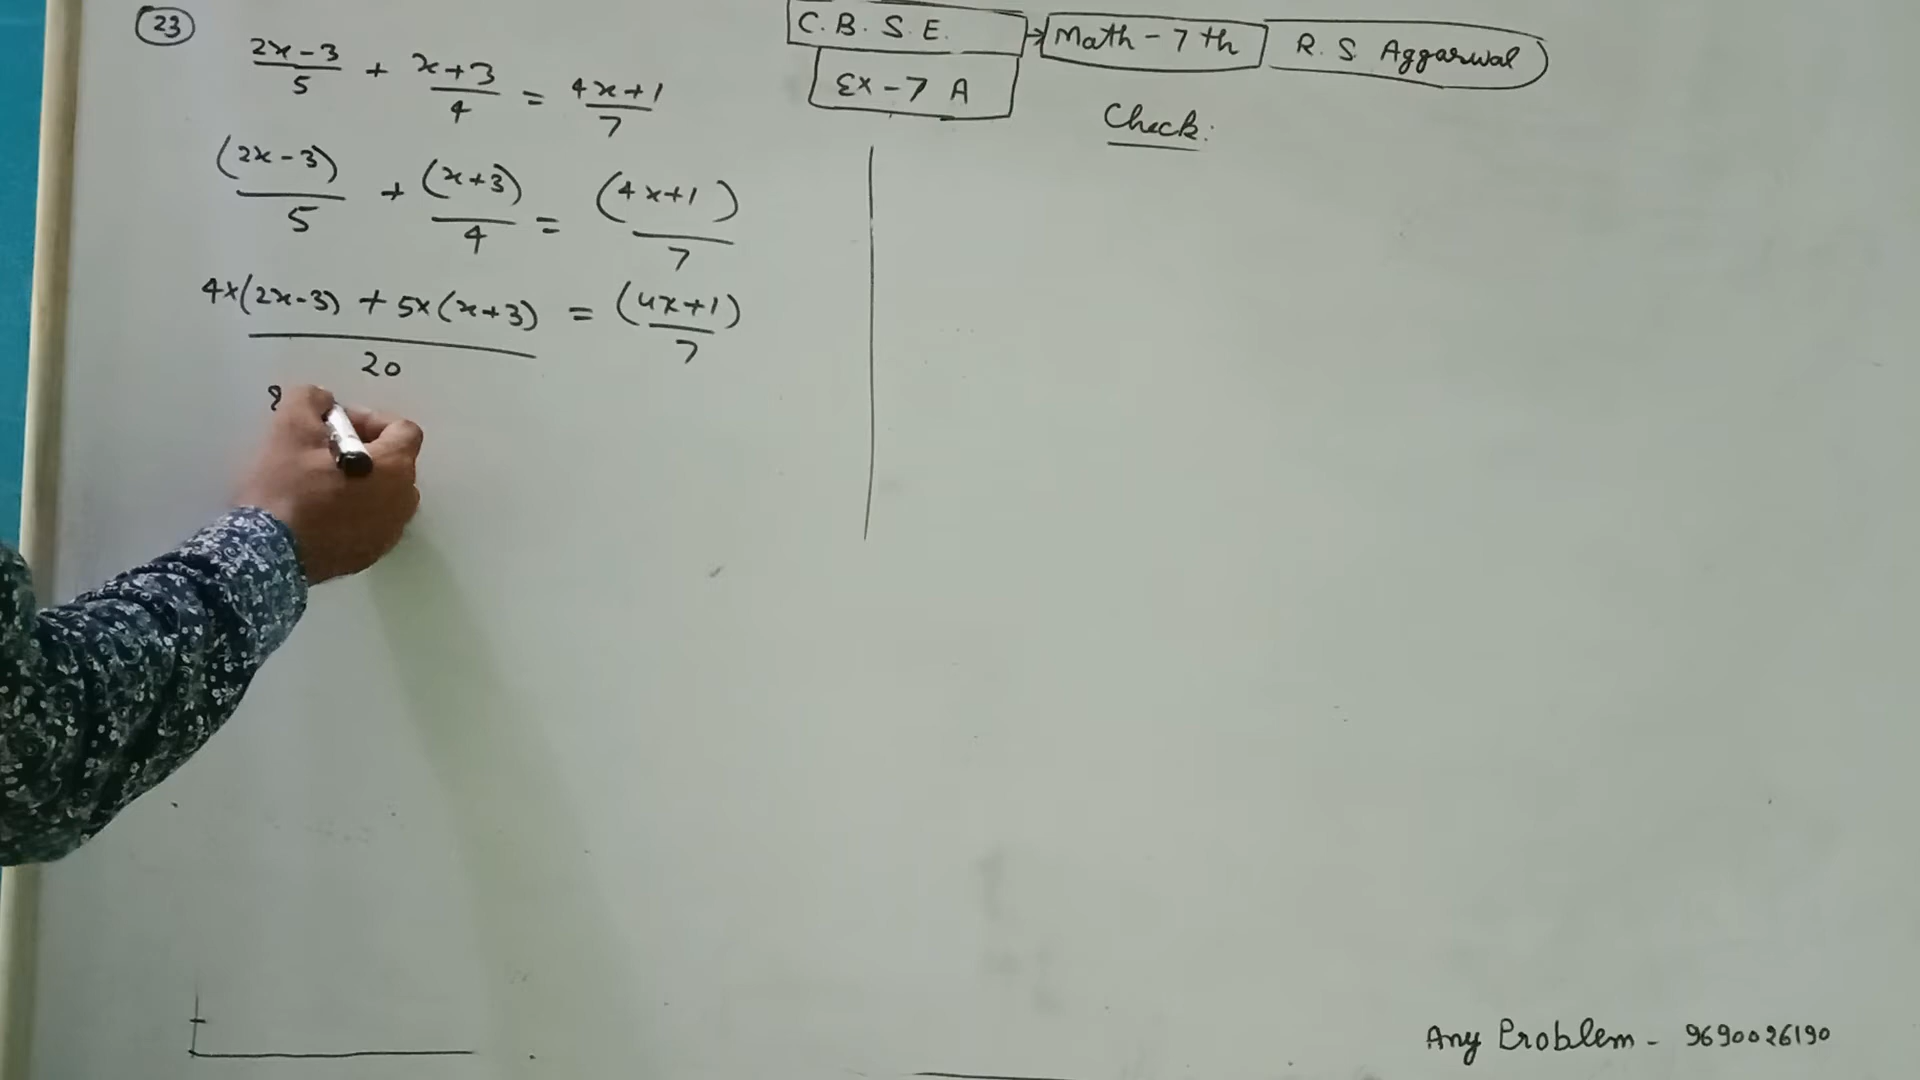 23
2x-3/5 + x+3/4 = 4x+1/7
(2x-3)/5 + (x+3)/4 = (4x+1)/7
4×(2x-3) + 5×(x+3)/20 = (4x+1)/7
8
C.B.S.E. → Math-7th R.S Aggarwal
Ex-7 A
Check:
Any Problem - 9690026190